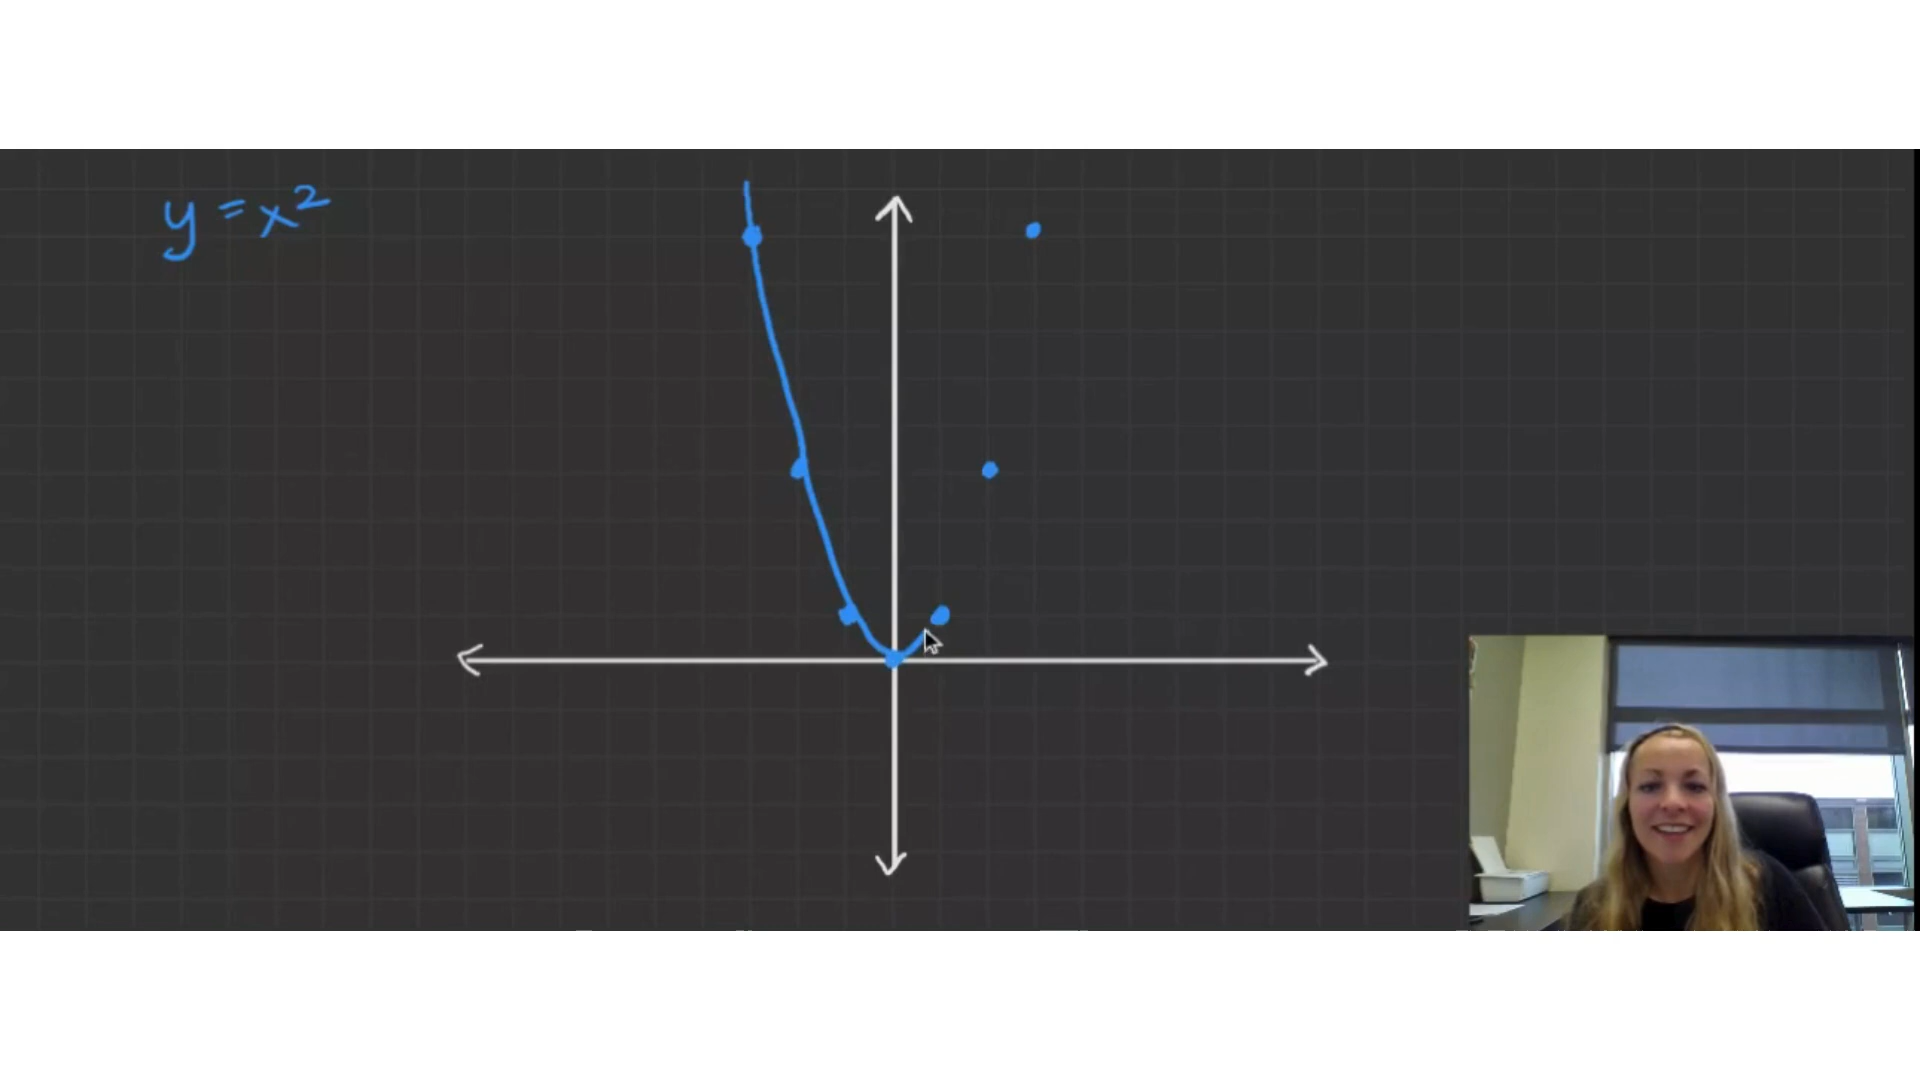 y = x²